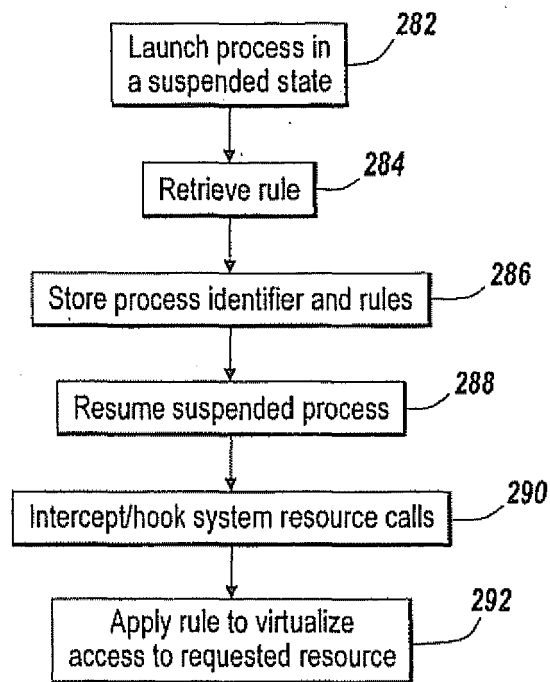 282
Launch process in
a suspended state
284
Retrieve rule
286
Store process identifier and rules
288
Resume suspended process
290
Intercept/hook system resource calls
292
Apply rule to virtualize
access to requested resource